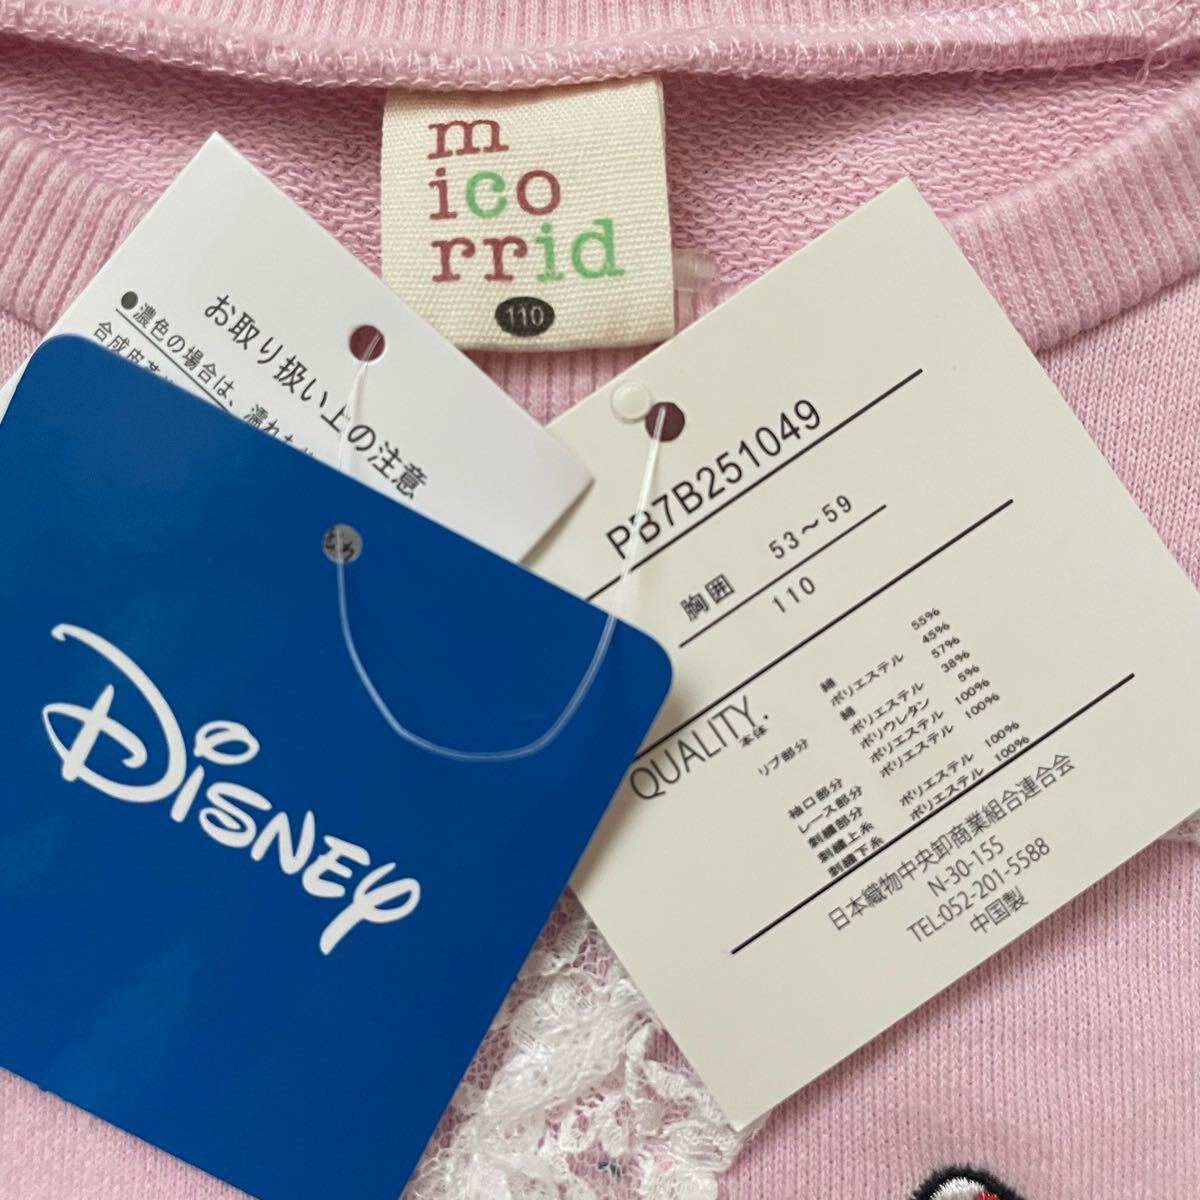 m
ico
rrid
110
お取り扱い上の注意
●濃色の場合は、濡れた
合成皮革
Disney
PB7B251049
胸囲 53～59
110
QUALITY.
本体 綿 55%
ポリエステル 45%
リブ部分 綿 57%
ポリエステル 38%
ポリウレタン 5%
袖口部分 ポリエステル 100%
レース部分 ポリエステル 100%
刺繍部分
刺繍上糸 ポリエステル 100%
刺繍下糸 ポリエステル 100%
日本織物中央卸商業組合連合会
N-30-155
TEL:052-201-5588
中国製